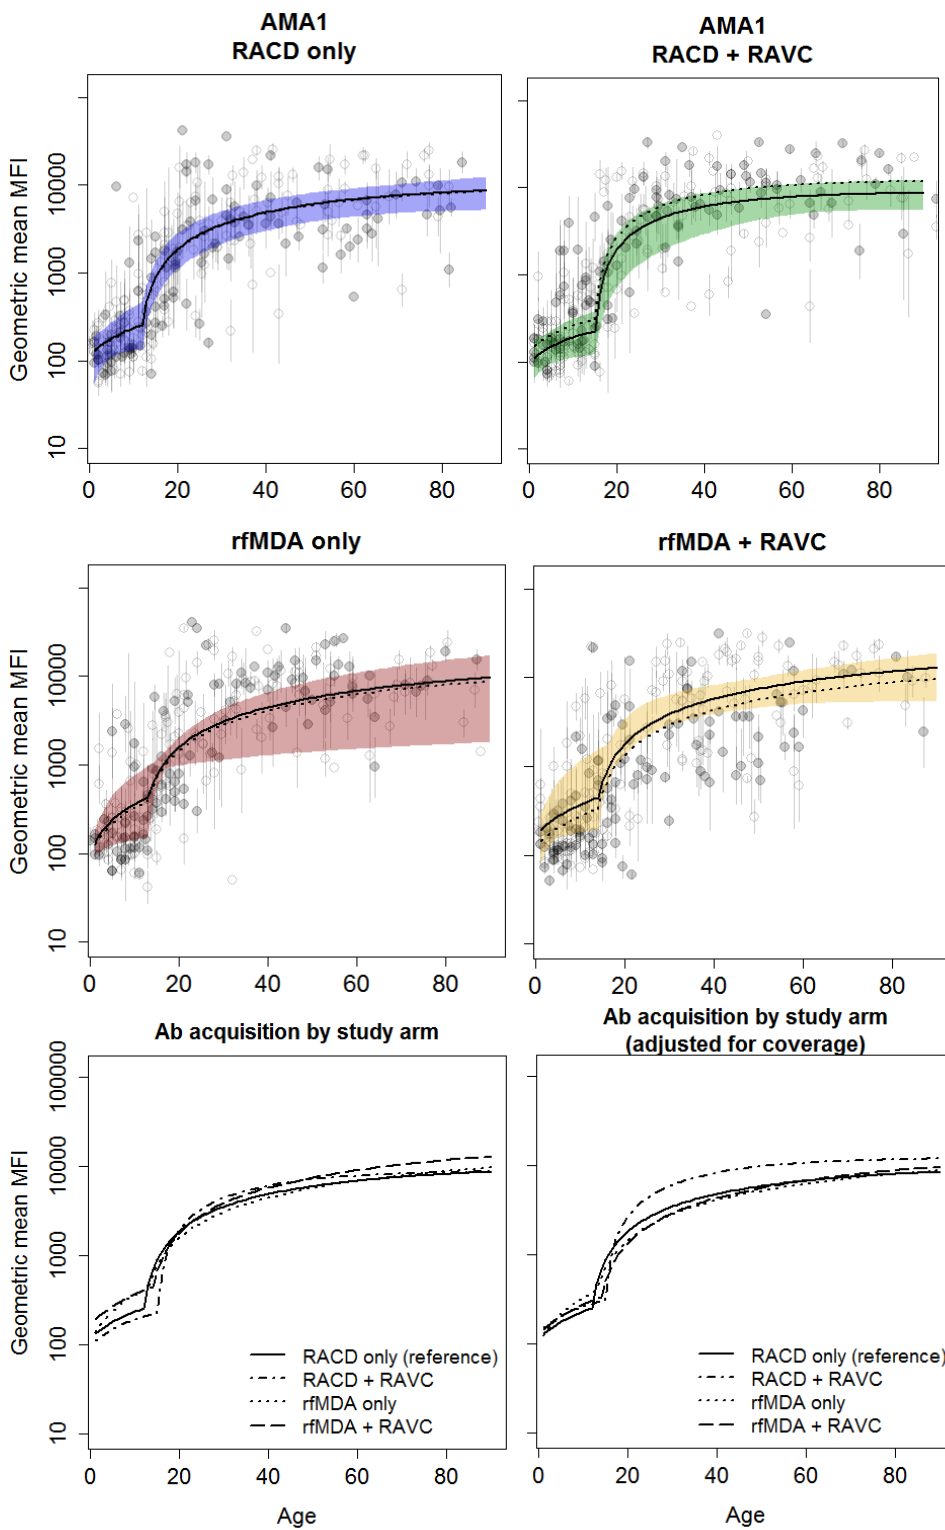 AMA1
RACD only
AMA1
RACD + RAVC
Geometric mean MFI
10000
1000
100
10
0 20 40 60 80
0 20 40 60 80
rfMDA only
rfMDA + RAVC
Geometric mean MFI
10000
1000
100
10
0 20 40 60 80
0 20 40 60 80
Ab acquisition by study arm
Ab acquisition by study arm
(adjusted for coverage)
Geometric mean MFI
100000
10000
1000
100
10
RACD only (reference)
RACD + RAVC
rfMDA only
rfMDA + RAVC
RACD only (reference)
RACD + RAVC
rfMDA only
rfMDA + RAVC
0 20 40 60 80
0 20 40 60 80
Age
Age